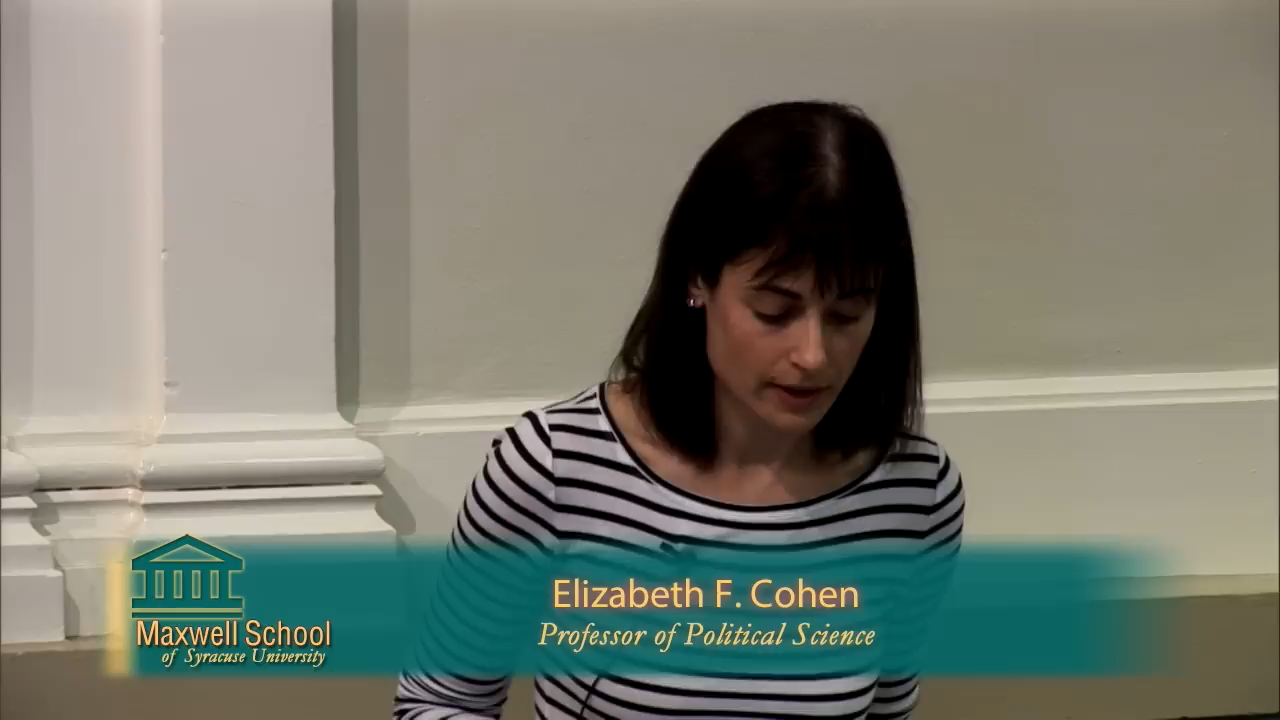 Elizabeth F. Cohen
Professor of Political Science
Maxwell School
of Syracuse University